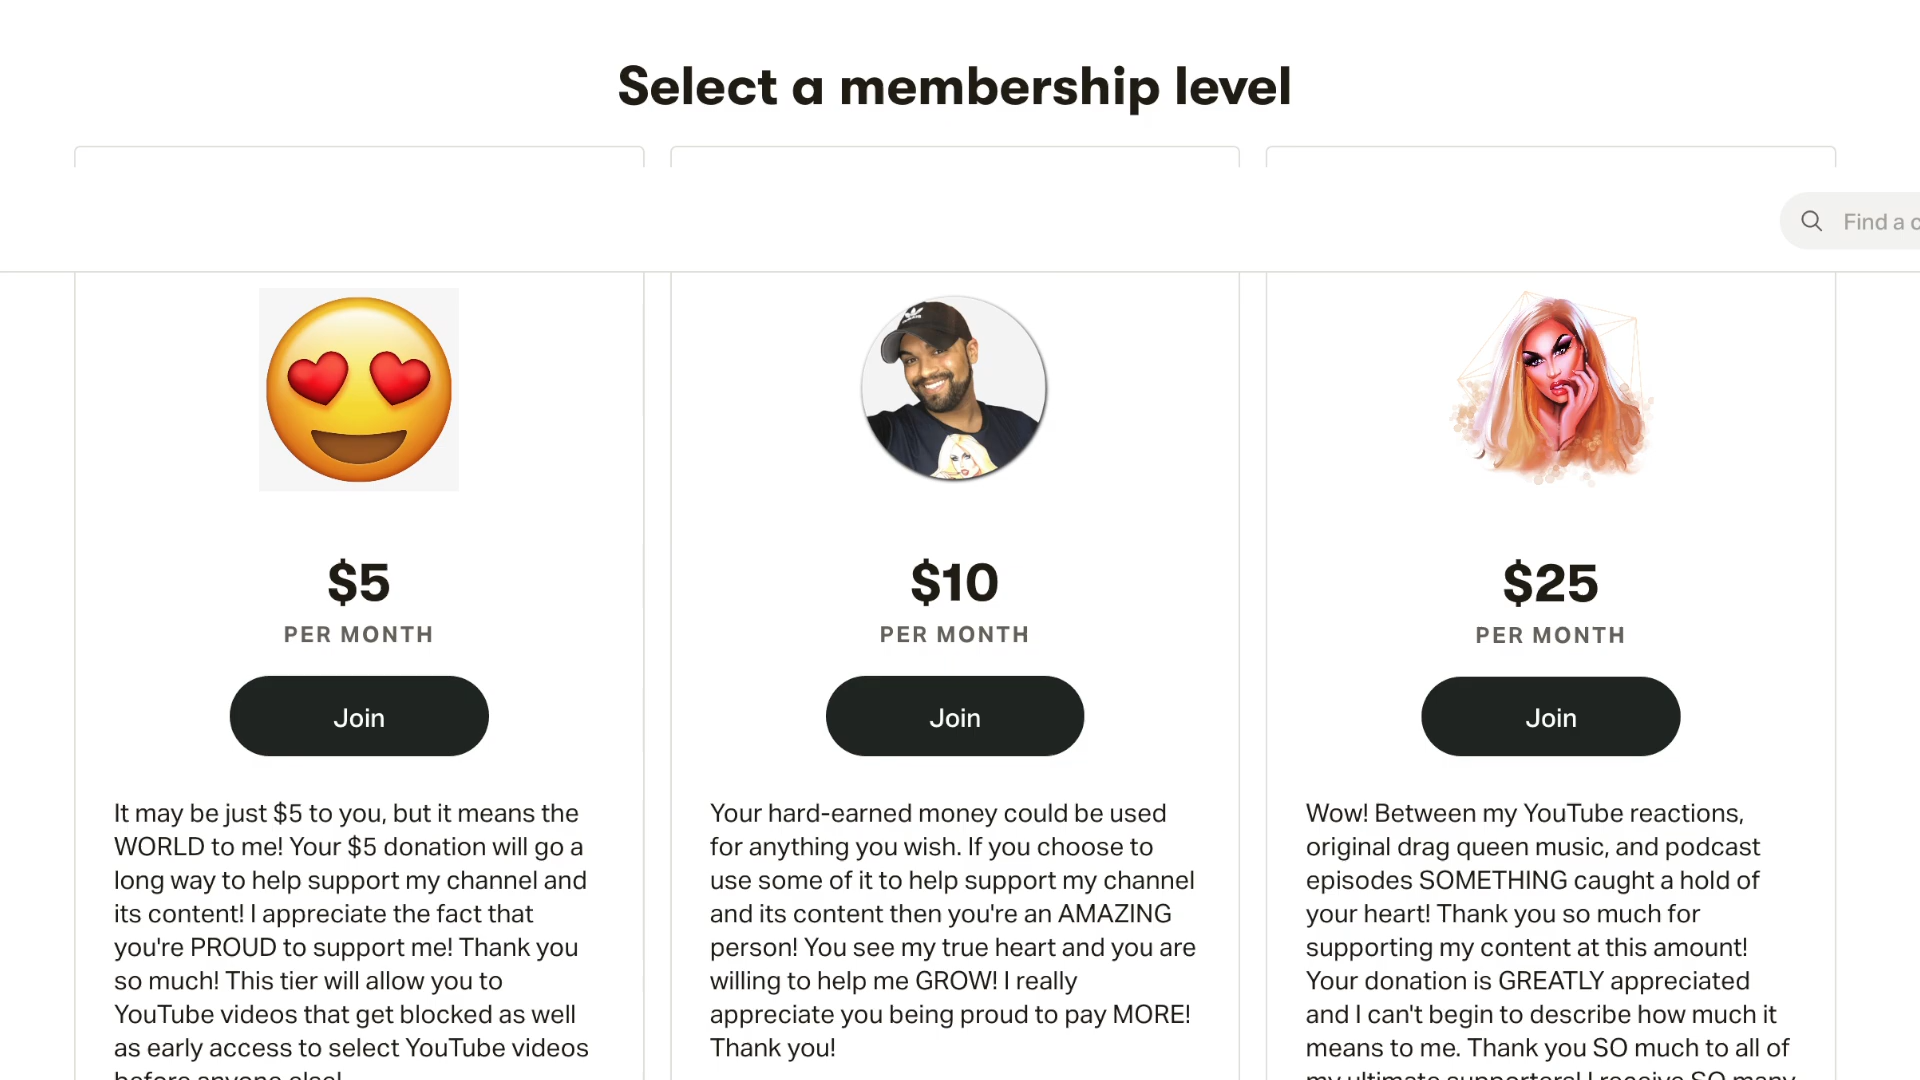 Select a membership level
Find a c
$5
PER MONTH
Join
It may be just $5 to you, but it means the
WORLD to me! Your $5 donation will go a
long way to help support my channel and
its content! I appreciate the fact that
you're PROUD to support me! Thank you
so much! This tier will allow you to
YouTube videos that get blocked as well
as early access to select YouTube videos
before anyone else!
$10
PER MONTH
Join
Your hard-earned money could be used
for anything you wish. If you choose to
use some of it to help support my channel
and its content then you're an AMAZING
person! You see my true heart and you are
willing to help me GROW! I really
appreciate you being proud to pay MORE!
Thank you!
$25
PER MONTH
Join
Wow! Between my YouTube reactions,
original drag queen music, and podcast
episodes SOMETHING caught a hold of
your heart! Thank you so much for
supporting my content at this amount!
Your donation is GREATLY appreciated
and I can't begin to describe how much it
means to me. Thank you SO much to all of
my ultimate supporters! I receive SO many